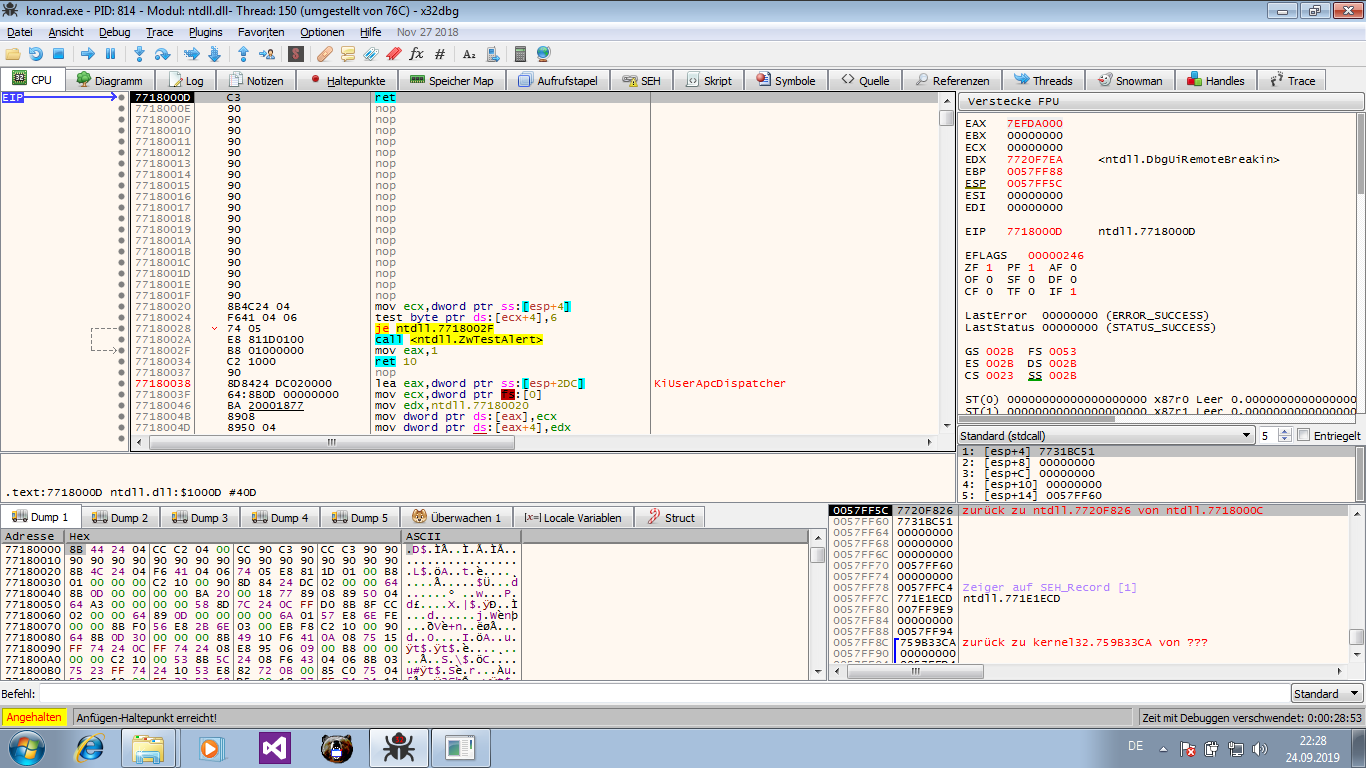 konrad.exe - PID: 814 - Modul: ntdll.dll- Thread: 150 (umgestellt von 76C) - x32dbg
Datei Ansicht Debug Trace Plugins Favoriten Optionen Hilfe Nov 27 2018
CPU Diagramm Log Notizen Haltepunkte Speicher Map Aufrufstapel SEH Skript Symbole Quelle Referenzen Threads Snowman Handles Trace
EIP
7718000D C3 ret
7718000E 90 nop
7718000F 90 nop
77180010 90 nop
77180011 90 nop
77180012 90 nop
77180013 90 nop
77180014 90 nop
77180015 90 nop
77180016 90 nop
77180017 90 nop
77180018 90 nop
77180019 90 nop
7718001A 90 nop
7718001B 90 nop
7718001C 90 nop
7718001D 90 nop
7718001E 90 nop
7718001F 90 nop
77180020 8B4C24 04 mov ecx,dword ptr ss:[esp+4]
77180024 F641 04 06 test byte ptr ds:[ecx+4],6
77180028 74 05 je ntdll.7718002F
7718002A E8 811D0100 call <ntdll.ZwTestAlert>
7718002F B8 01000000 mov eax,1
77180034 C2 1000 ret 10
77180037 90 nop
77180038 8D8424 DC020000 lea eax,dword ptr ss:[esp+2DC] KiUserApcDispatcher
7718003F 64:8B0D 00000000 mov ecx,dword ptr fs:[0]
77180046 BA 20001877 mov edx,ntdll.77180020
7718004B 8908 mov dword ptr ds:[eax],ecx
7718004D 8950 04 mov dword ptr ds:[eax+4],edx
.text:7718000D ntdll.dll:$1000D #40D
Verstecke FPU
EAX 7EFDA000
EBX 00000000
ECX 00000000
EDX 7720F7EA <ntdll.DbgUiRemoteBreakin>
EBP 0057FF88
ESP 0057FF5C
ESI 00000000
EDI 00000000
EIP 7718000D ntdll.7718000D
EFLAGS 00000246
ZF 1 PF 1 AF 0
OF 0 SF 0 DF 0
CF 0 TF 0 IF 1
LastError 00000000 (ERROR_SUCCESS)
LastStatus 00000000 (STATUS_SUCCESS)
GS 002B FS 0053
ES 002B DS 002B
CS 0023 SS 002B
ST(0) 00000000000000000000 x87r0 Leer 0.000000000000000
Standard (stdcall) 5 Entriegelt
1: [esp+4] 7731BC51
2: [esp+8] 00000000
3: [esp+C] 00000000
4: [esp+10] 00000000
5: [esp+14] 0057FF60
Dump 1 Dump 2 Dump 3 Dump 4 Dump 5 Überwachen 1 Locale Variablen Struct
Adresse Hex ASCII
77180000 8B 44 24 04 CC C2 04 00 CC 90 C3 90 CC C3 90 90
77180010 90 90 90 90 90 90 90 90 90 90 90 90 90 90 90 90
77180020 8B 4C 24 04 F6 41 04 06 74 05 E8 81 1D 01 00 B8
77180030 01 00 00 00 C2 10 00 90 8D 84 24 DC 02 00 00 64
77180040 8B 0D 00 00 00 00 BA 20 00 18 77 89 08 89 50 04
77180050 64 A3 00 00 00 00 58 8D 7C 24 0C FF D0 8B 8F CC
77180060 02 00 00 64 89 0D 00 00 00 00 6A 01 57 E8 6E FE
77180070 00 00 8B F0 56 E8 28 6E 03 00 EB F8 C2 10 00 90
77180080 64 8B 0D 30 00 00 00 8B 49 10 F6 41 0A 08 75 15
77180090 FF 74 24 0C FF 74 24 08 E8 95 06 09 00 B8 00 00
771800A0 00 00 C2 10 00 53 8B 5C 24 08 F6 43 04 06 8B 03
771800B0 75 23 FF 74 24 10 53 E8 82 72 0B 00 85 C0 75 04
0057FF5C 7720F826 zurück zu ntdll.7720F826 von ntdll.7718000C
0057FF60 7731BC51
0057FF64 00000000
0057FF68 00000000
0057FF6C 00000000
0057FF70 0057FF60
0057FF74 00000000
0057FF78 0057FFC4 Zeiger auf SEH_Record [1]
0057FF7C 771E1ECD ntdll.771E1ECD
0057FF80 007FF9E9
0057FF84 00000000
0057FF88 0057FF94
0057FF8C 759B33CA zurück zu kernel32.759B33CA von ???
0057FF90 00000000
Befehl: Standard
Angehalten Anfügen-Haltepunkt erreicht! Zeit mit Debuggen verschwendet: 0:00:28:53
DE 22:28
24.09.2019